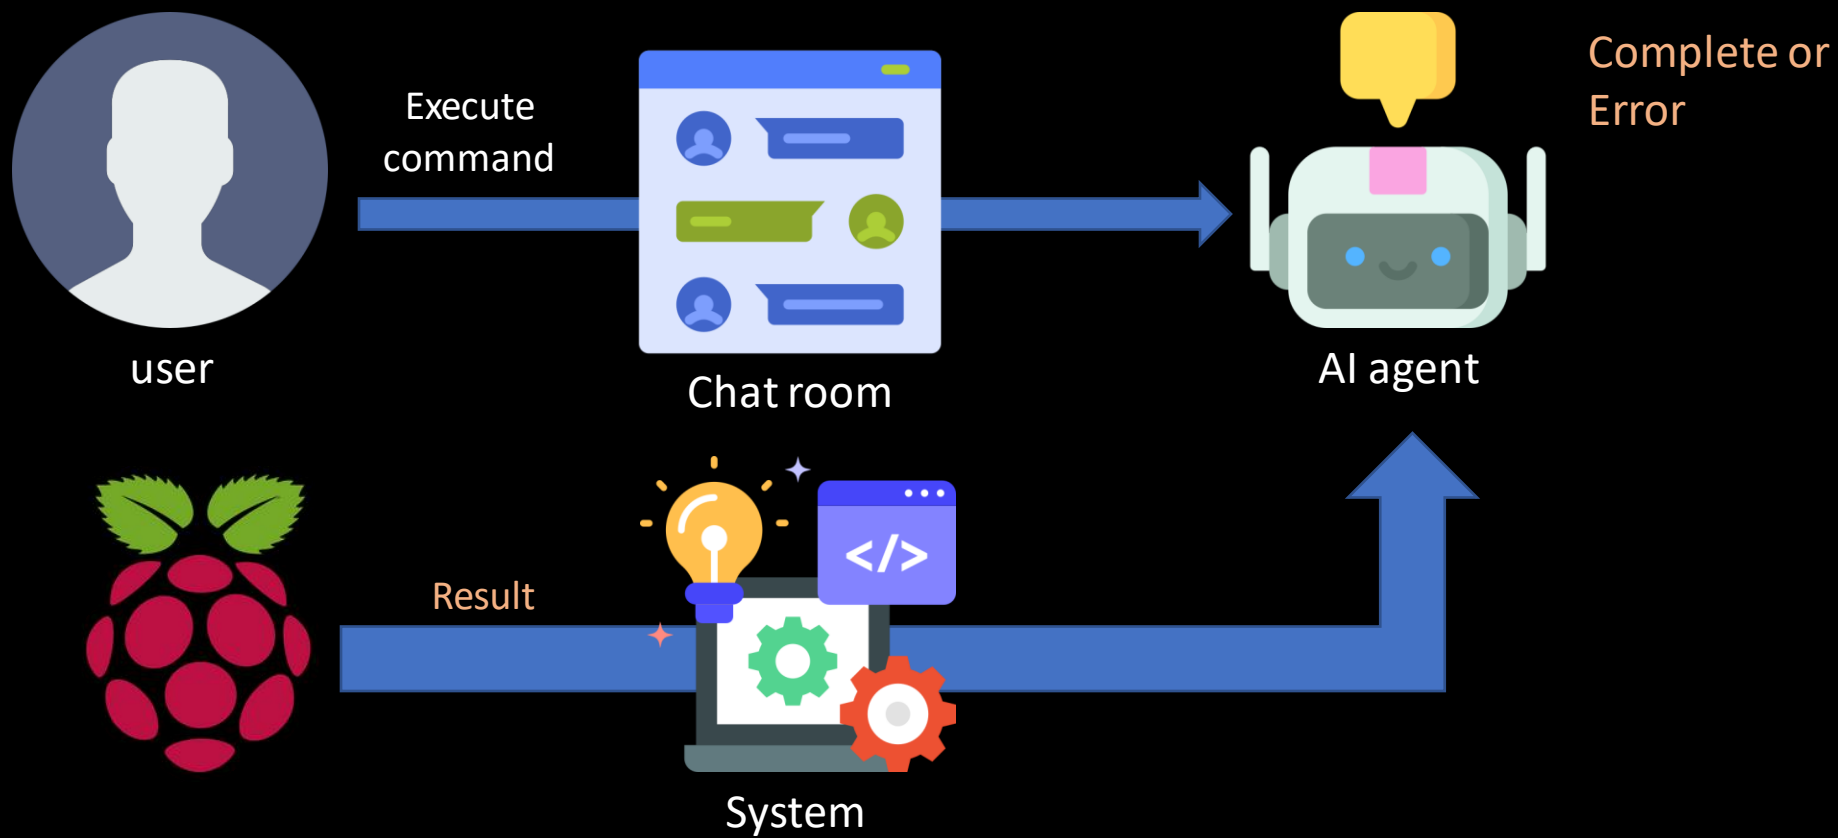 Execute
command
Complete or
Error
user
Chat room
AI agent
</>
Result
System